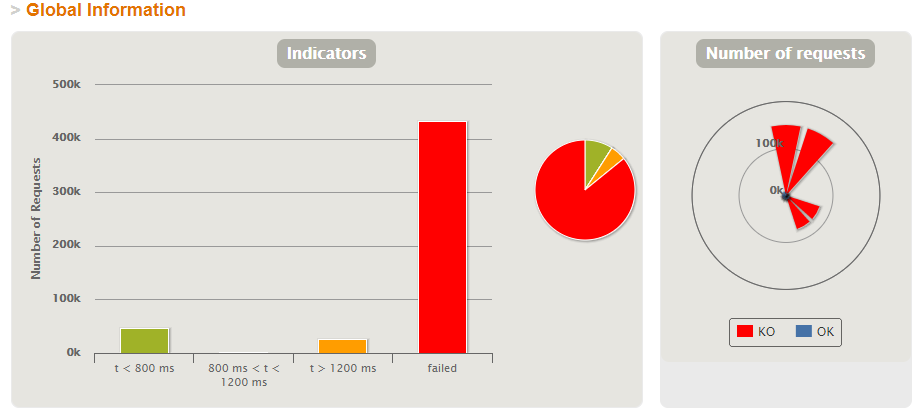 > Global Information
Indicators
Number of Requests
500k
400k
300k
200k
100k
0k
t < 800 ms
800 ms < t <
1200 ms
t > 1200 ms
failed
Number of requests
100k
0k
KO
OK